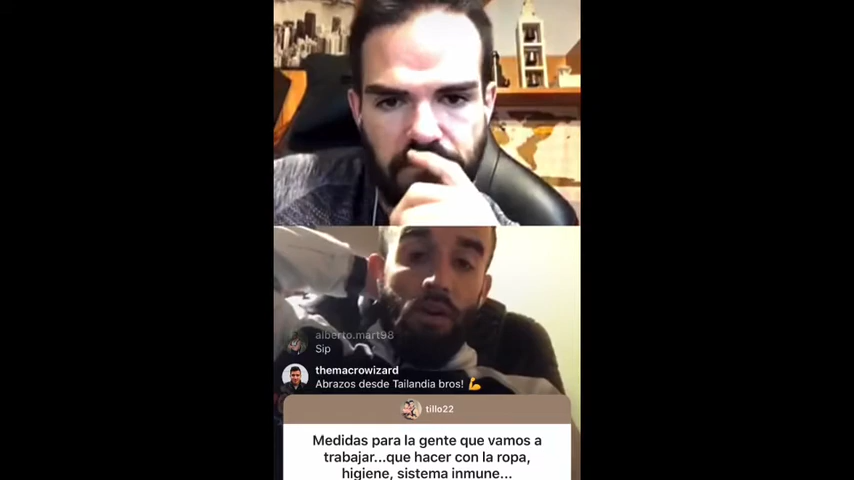 alberto.mart98
Sip
themacrowizard
Abrazos desde Tailandia bros! 💪
tillo22
Medidas para la gente que vamos a
trabajar...que hacer con la ropa,
higiene, sistema inmune...